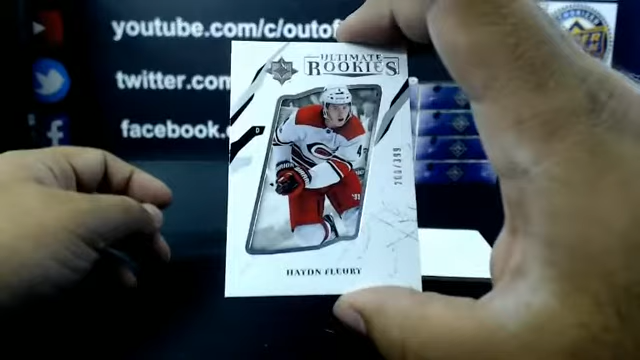 youtube.com/c/outof
twitter.com
facebook.
ULTIMATE
ROOKIES
D
HAYDN FLEURY